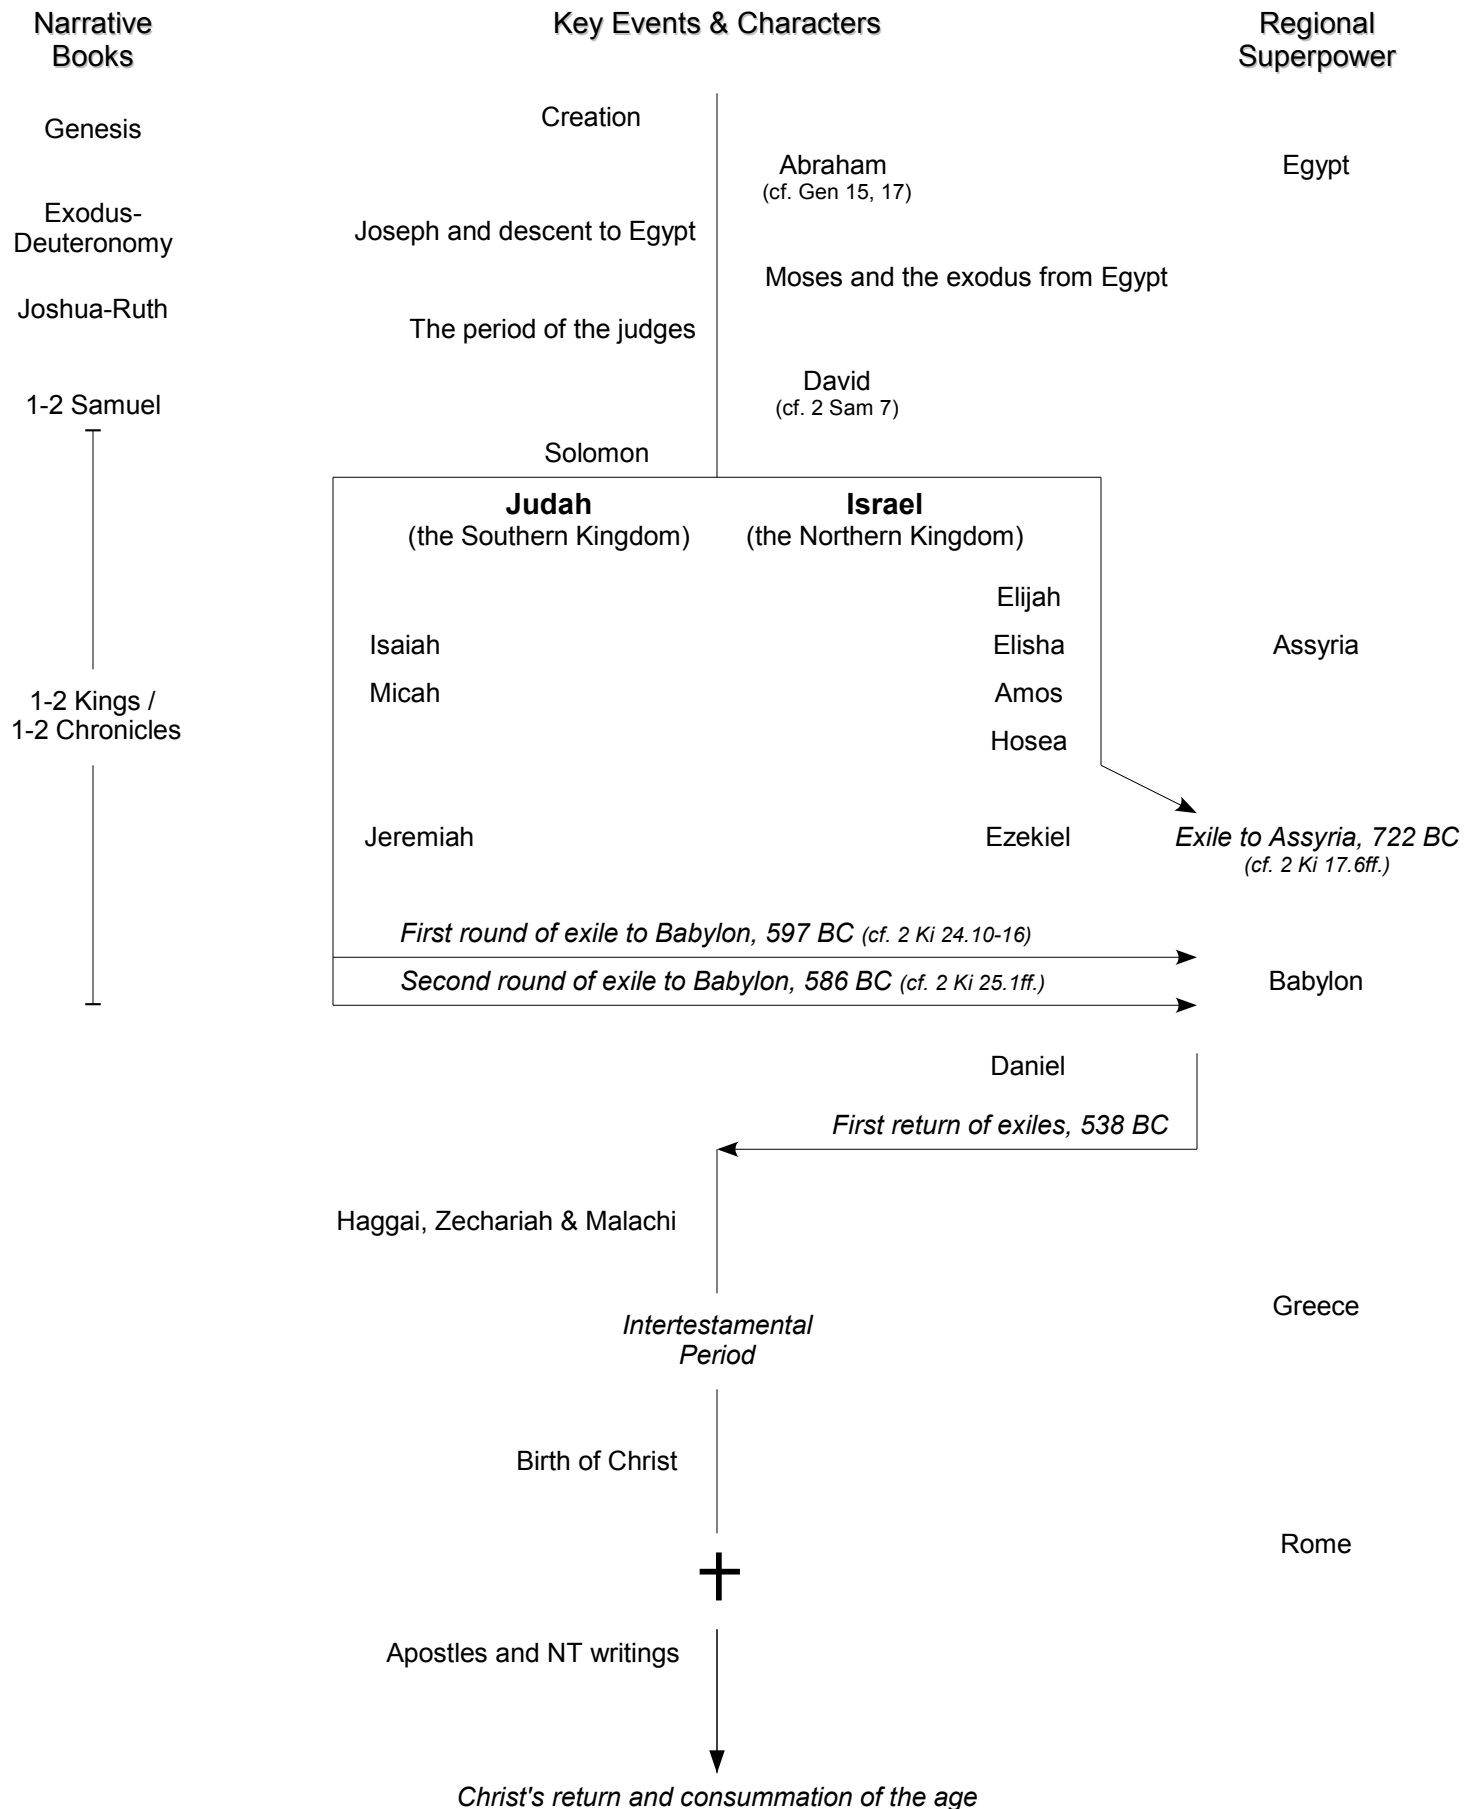 Narrative
Books
Key Events & Characters
Regional
Superpower
Creation
Genesis
Abraham
(cf. Gen 15, 17)
Egypt
Exodus-
Deuteronomy
Joseph and descent to Egypt
Moses and the exodus from Egypt
Joshua-Ruth
The period of the judges
David
(cf. 2 Sam 7)
1-2 Samuel
Solomon
Judah
(the Southern Kingdom)
Israel
(the Northern Kingdom)
Elijah
Isaiah
Elisha
Assyria
Micah
Amos
1-2 Kings /
1-2 Chronicles
Hosea
Jeremiah
Ezekiel
Exile to Assyria, 722 BC
(cf. 2 Ki 17.6ff.)
First round of exile to Babylon, 597 BC (cf. 2 Ki 24.10-16)
Second round of exile to Babylon, 586 BC (cf. 2 Ki 25.1ff.)
Babylon
Daniel
First return of exiles, 538 BC
Haggai, Zechariah & Malachi
Greece
Intertestamental
Period
Birth of Christ
Rome
Apostles and NT writings
Christ's return and consummation of the age